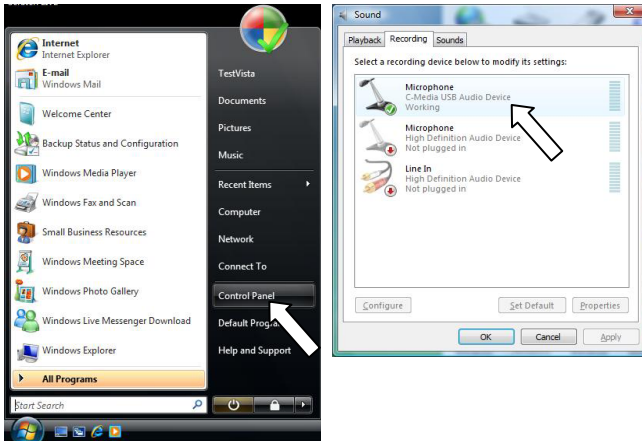 Internet
Internet Explorer
E-mail
Windows Mail
Welcome Center
Backup Status and Configuration
Windows Media Player
Windows Fax and Scan
Small Business Resources
Windows Meeting Space
Windows Photo Gallery
Windows Live Messenger Download
Windows Explorer
All Programs
Start Search
TestVista
Documents
Pictures
Music
Recent Items
Computer
Network
Connect To
Control Panel
Default
Help and Support
Sound
Playback Recording Sounds
Select a recording device below to modify its settings:
Microphone
C-Media USB Audio Device
Working
Microphone
High Definition Audio Device
Not plugged in
Line In
High Definition Audio Device
Not plugged in
Configure Set Default Properties
OK Cancel Apply